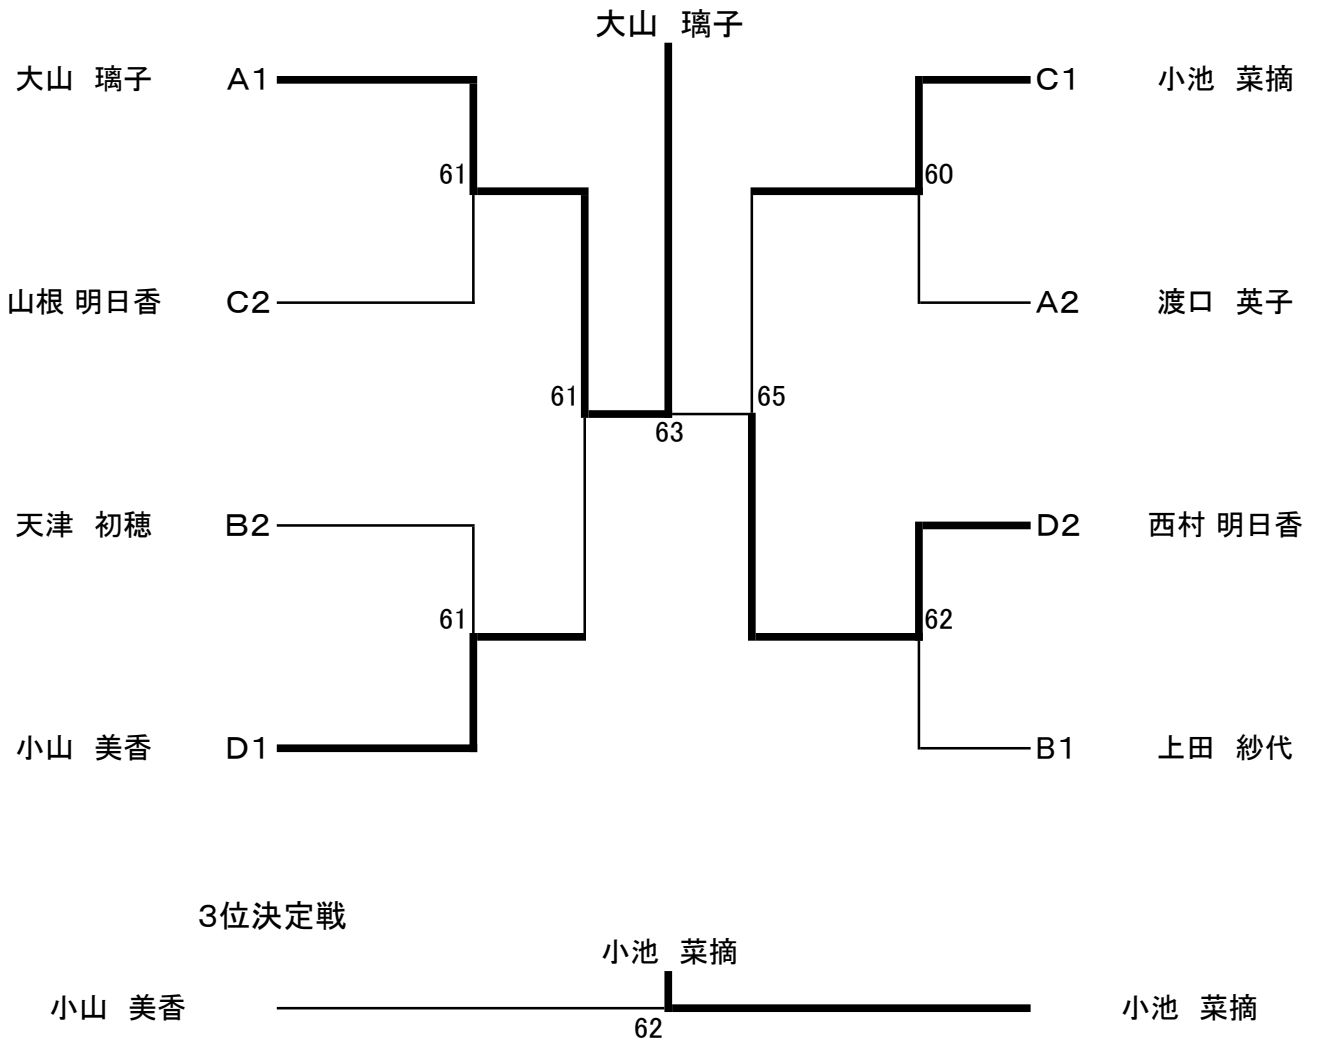 大山　璃子
大山　璃子 A1
C1 小池　菜摘
61
60
山根 明日香 C2
A2 渡口　英子
61
65
63
天津　初穂 B2
D2 西村 明日香
61
62
小山　美香 D1
B1 上田　紗代
３位決定戦
小池　菜摘
小山　美香
小池　菜摘
62